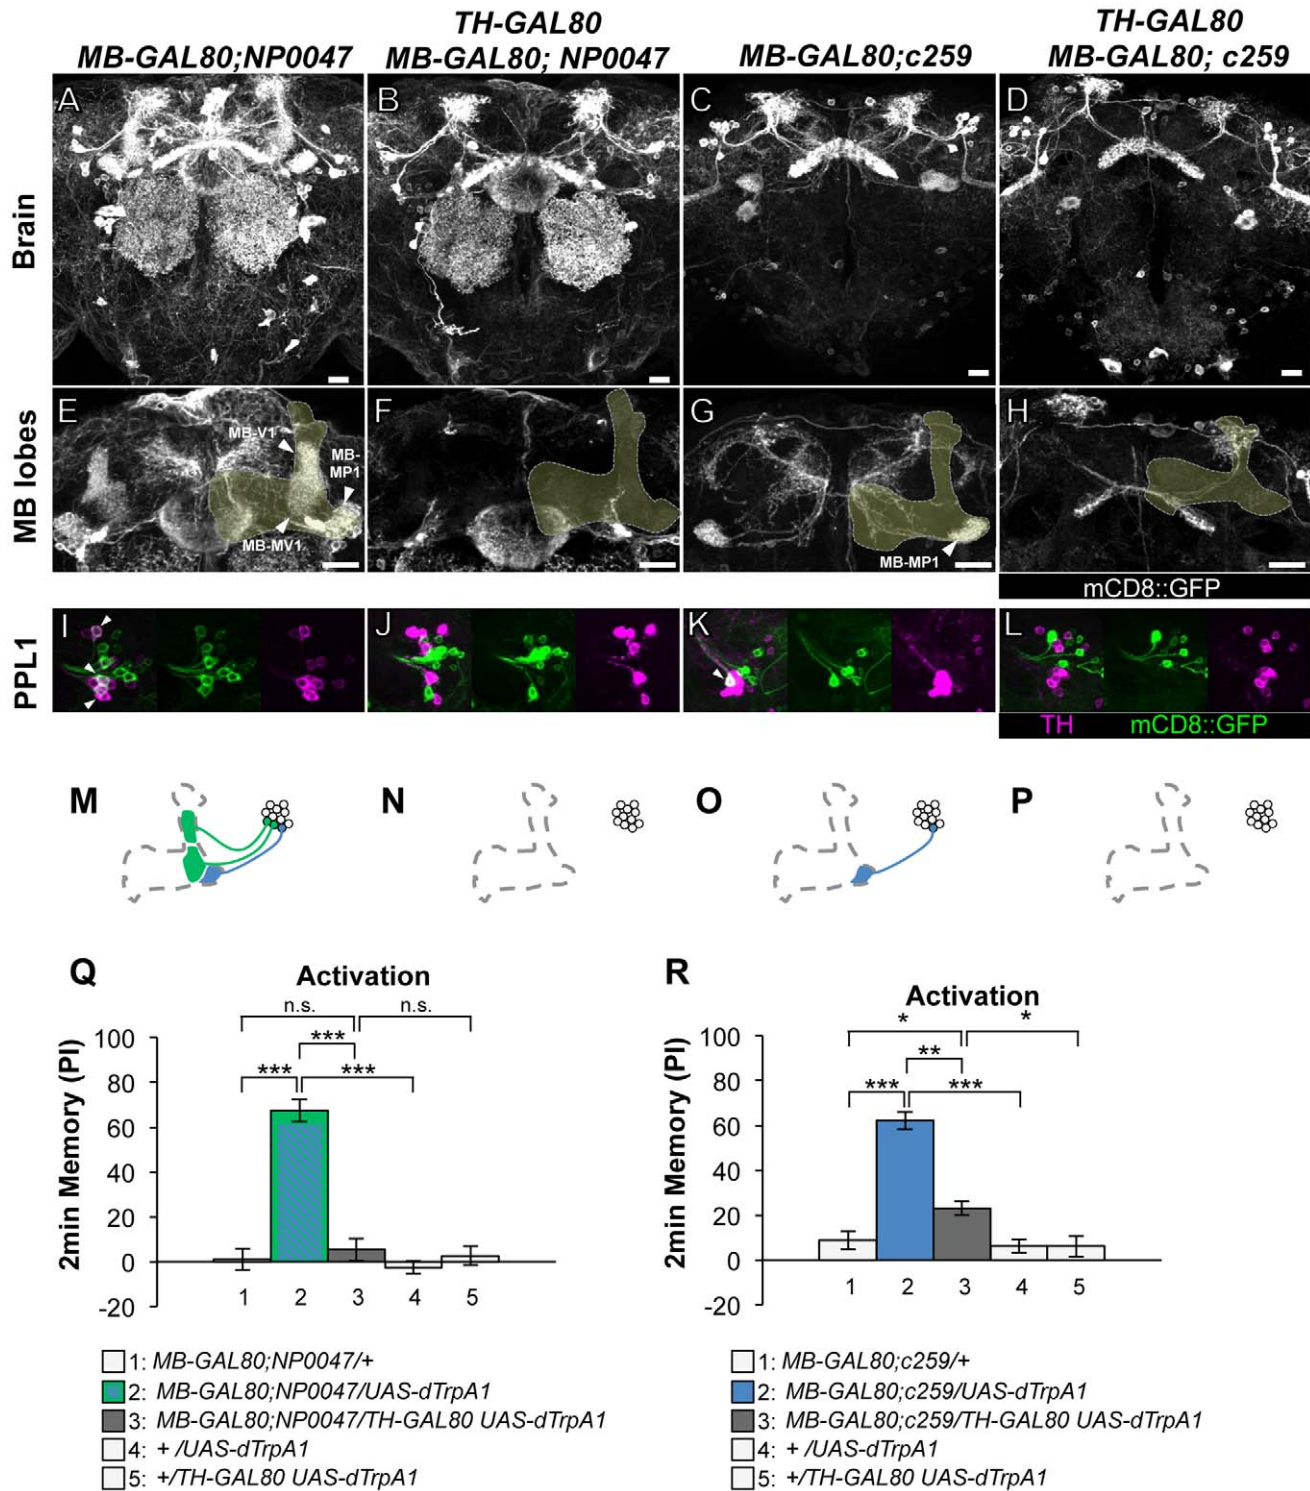 TH-GAL80 TH-GAL80
MB-GAL80;NP0047 MB-GAL80; NP0047 MB-GAL80;c259 MB-GAL80; c259
Brain
A B C D
MB lobes
E F G H
MB-V1
MB-MP1
MB-MV1
MB-MP1
mCD8::GFP
PPL1
I J K L
TH mCD8::GFP
M N O P
Q
Activation
n.s. n.s.
***
*** ***
2min Memory (PI)
100
80
60
40
20
0
-20
1 2 3 4 5
1: MB-GAL80;NP0047/+
2: MB-GAL80;NP0047/UAS-dTrpA1
3: MB-GAL80;NP0047/TH-GAL80 UAS-dTrpA1
4: + /UAS-dTrpA1
5: +/TH-GAL80 UAS-dTrpA1
R
Activation
* *
**
*** ***
2min Memory (PI)
100
80
60
40
20
0
-20
1 2 3 4 5
1: MB-GAL80;c259/+
2: MB-GAL80;c259/UAS-dTrpA1
3: MB-GAL80;c259/TH-GAL80 UAS-dTrpA1
4: + /UAS-dTrpA1
5: +/TH-GAL80 UAS-dTrpA1